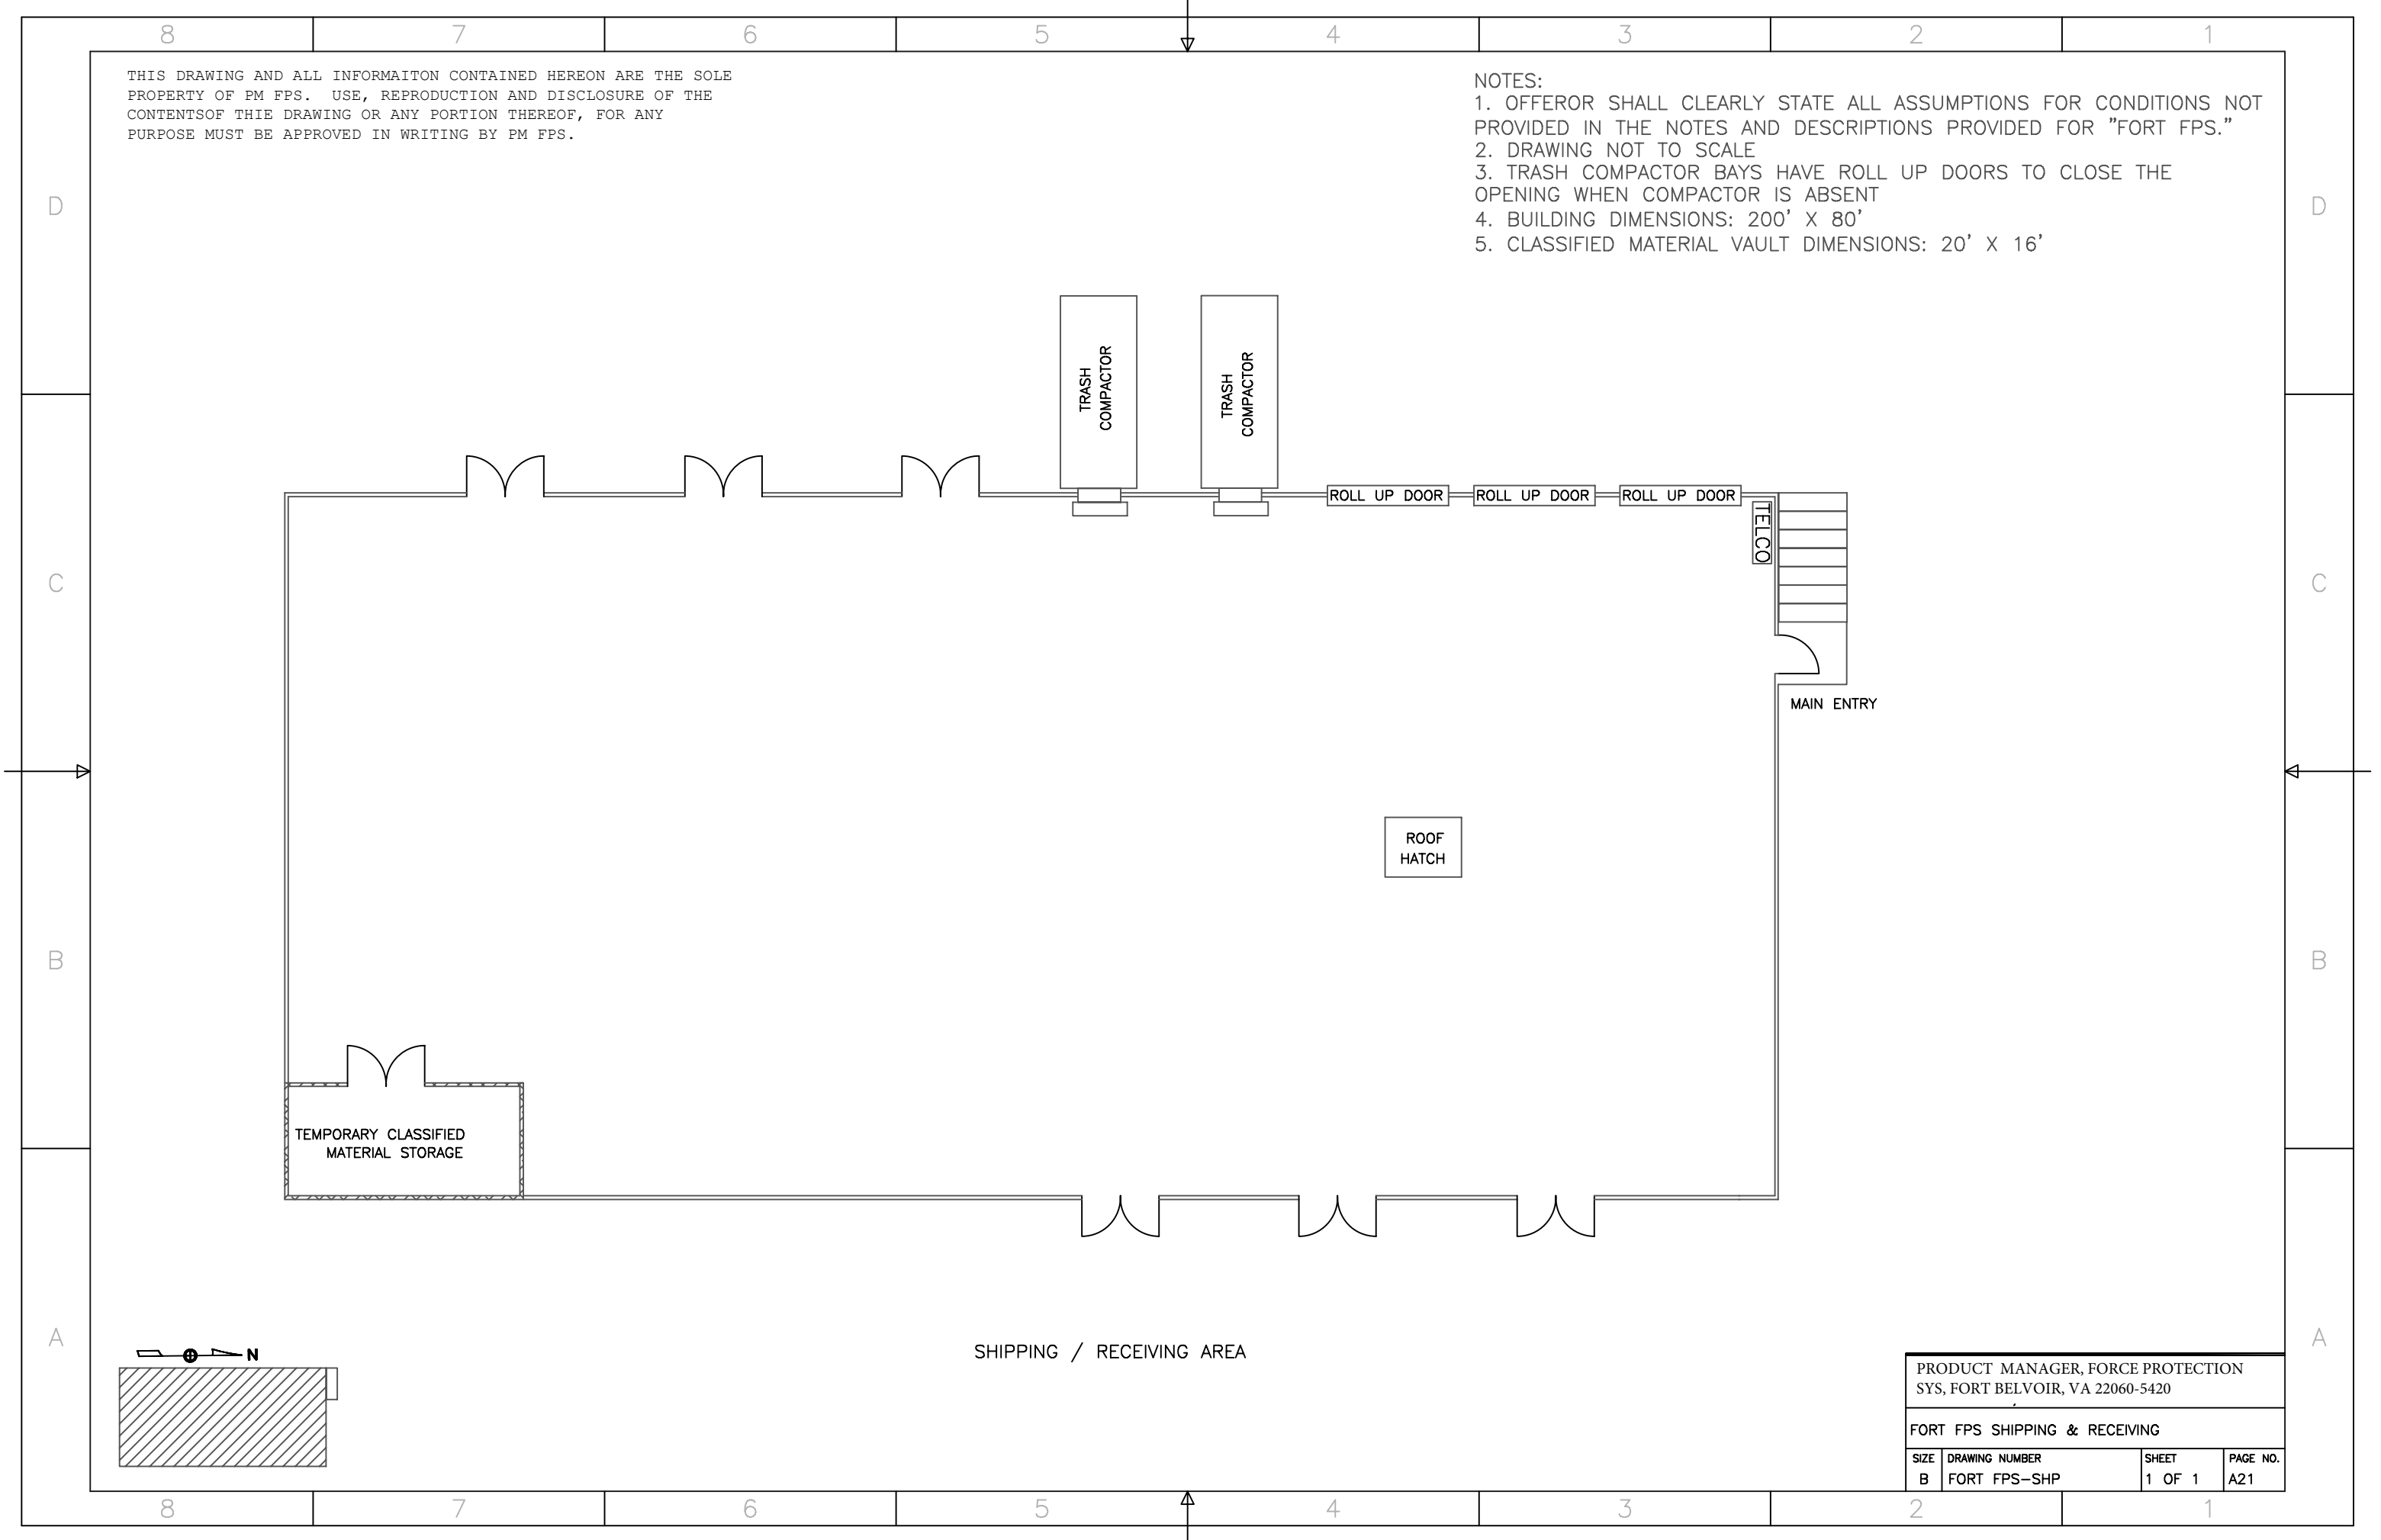 8 7 6 5 4 3 2 1
THIS DRAWING AND ALL INFORMAITON CONTAINED HEREON ARE THE SOLE
PROPERTY OF PM FPS.  USE, REPRODUCTION AND DISCLOSURE OF THE
CONTENTSOF THIE DRAWING OR ANY PORTION THEREOF, FOR ANY
PURPOSE MUST BE APPROVED IN WRITING BY PM FPS.
NOTES:
1. OFFEROR SHALL CLEARLY STATE ALL ASSUMPTIONS FOR CONDITIONS NOT
PROVIDED IN THE NOTES AND DESCRIPTIONS PROVIDED FOR "FORT FPS."
2. DRAWING NOT TO SCALE
3. TRASH COMPACTOR BAYS HAVE ROLL UP DOORS TO CLOSE THE
OPENING WHEN COMPACTOR IS ABSENT
4. BUILDING DIMENSIONS: 200' X 80'
5. CLASSIFIED MATERIAL VAULT DIMENSIONS: 20' X 16'
D D
TRASH
COMPACTOR
TRASH
COMPACTOR
ROLL UP DOOR ROLL UP DOOR ROLL UP DOOR
TELCO
C C
MAIN ENTRY
ROOF
HATCH
B B
TEMPORARY CLASSIFIED
MATERIAL STORAGE
A A
N
SHIPPING / RECEIVING AREA
PRODUCT MANAGER, FORCE PROTECTION
SYS, FORT BELVOIR, VA 22060-5420
FORT FPS SHIPPING & RECEIVING
SIZE DRAWING NUMBER SHEET PAGE NO.
B FORT FPS-SHP 1 OF 1 A21
8 7 6 5 4 3 2 1